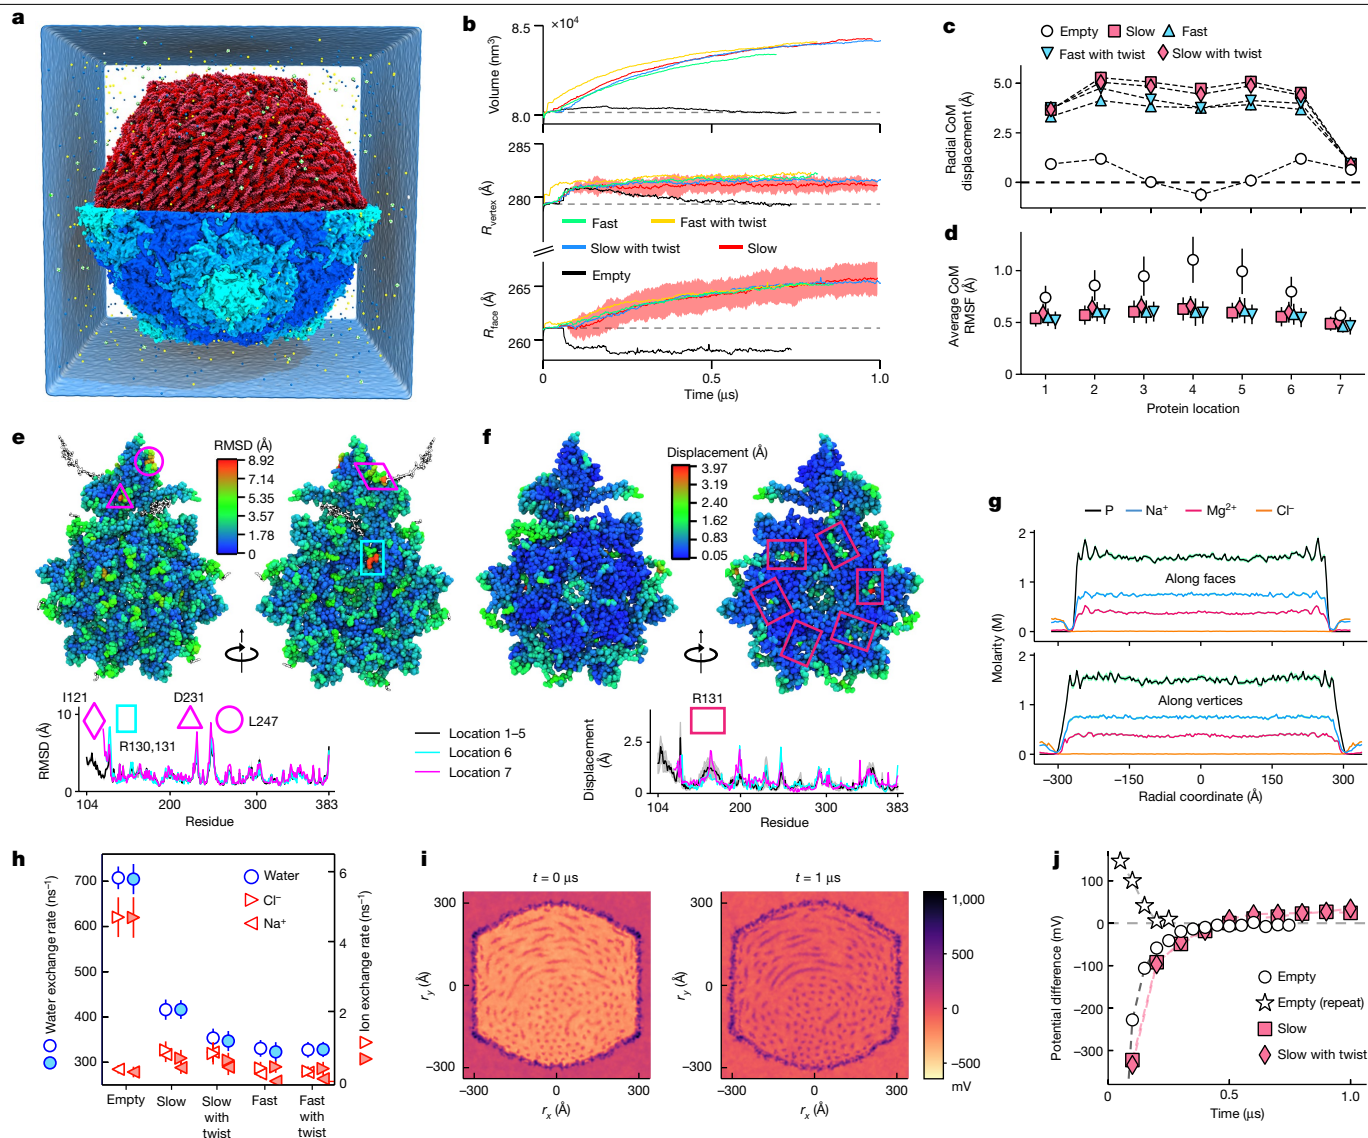 a
b
×10⁴
8.5
8.0
Volume (nm³)
285
280
R vertex (Å)
Fast
Fast with twist
Slow with twist
Slow
Empty
265
260
R face (Å)
0
0.5
1.0
Time (μs)
c
Empty
Slow
Fast
Fast with twist
Slow with twist
5.0
2.5
0
Radial CoM
displacement (Å)
d
1.0
0.5
0
Average CoM
RMSF (Å)
1
2
3
4
5
6
7
Protein location
e
RMSD (Å)
8.92
7.14
5.35
3.57
1.78
0
I121
R130,131
D231
L247
10
0
RMSD (Å)
104
200
300
383
Residue
Location 1–5
Location 6
Location 7
f
Displacement (Å)
3.97
3.19
2.40
1.62
0.83
0.05
R131
2.5
0
Displacement
(Å)
104
200
300
383
Residue
g
P
Na⁺
Mg²⁺
Cl⁻
2
1
0
Along faces
Molarity (M)
2
1
0
Along vertices
–300
–150
0
150
300
Radial coordinate (Å)
h
Water exchange rate (ns⁻¹)
700
600
500
400
300
Water
Cl⁻
Na⁺
6
4
2
0
Ion exchange rate (ns⁻¹)
Empty
Slow
Slow
with
twist
Fast
Fast
with
twist
i
t = 0 μs
300
0
–300
r y (Å)
–300
0
300
r x (Å)
t = 1 μs
300
0
–300
r y (Å)
–300
0
300
r x (Å)
1,000
500
0
–500
mV
j
100
0
–100
–200
–300
Potential difference (mV)
Empty
Empty (repeat)
Slow
Slow with twist
0
0.5
1.0
Time (μs)